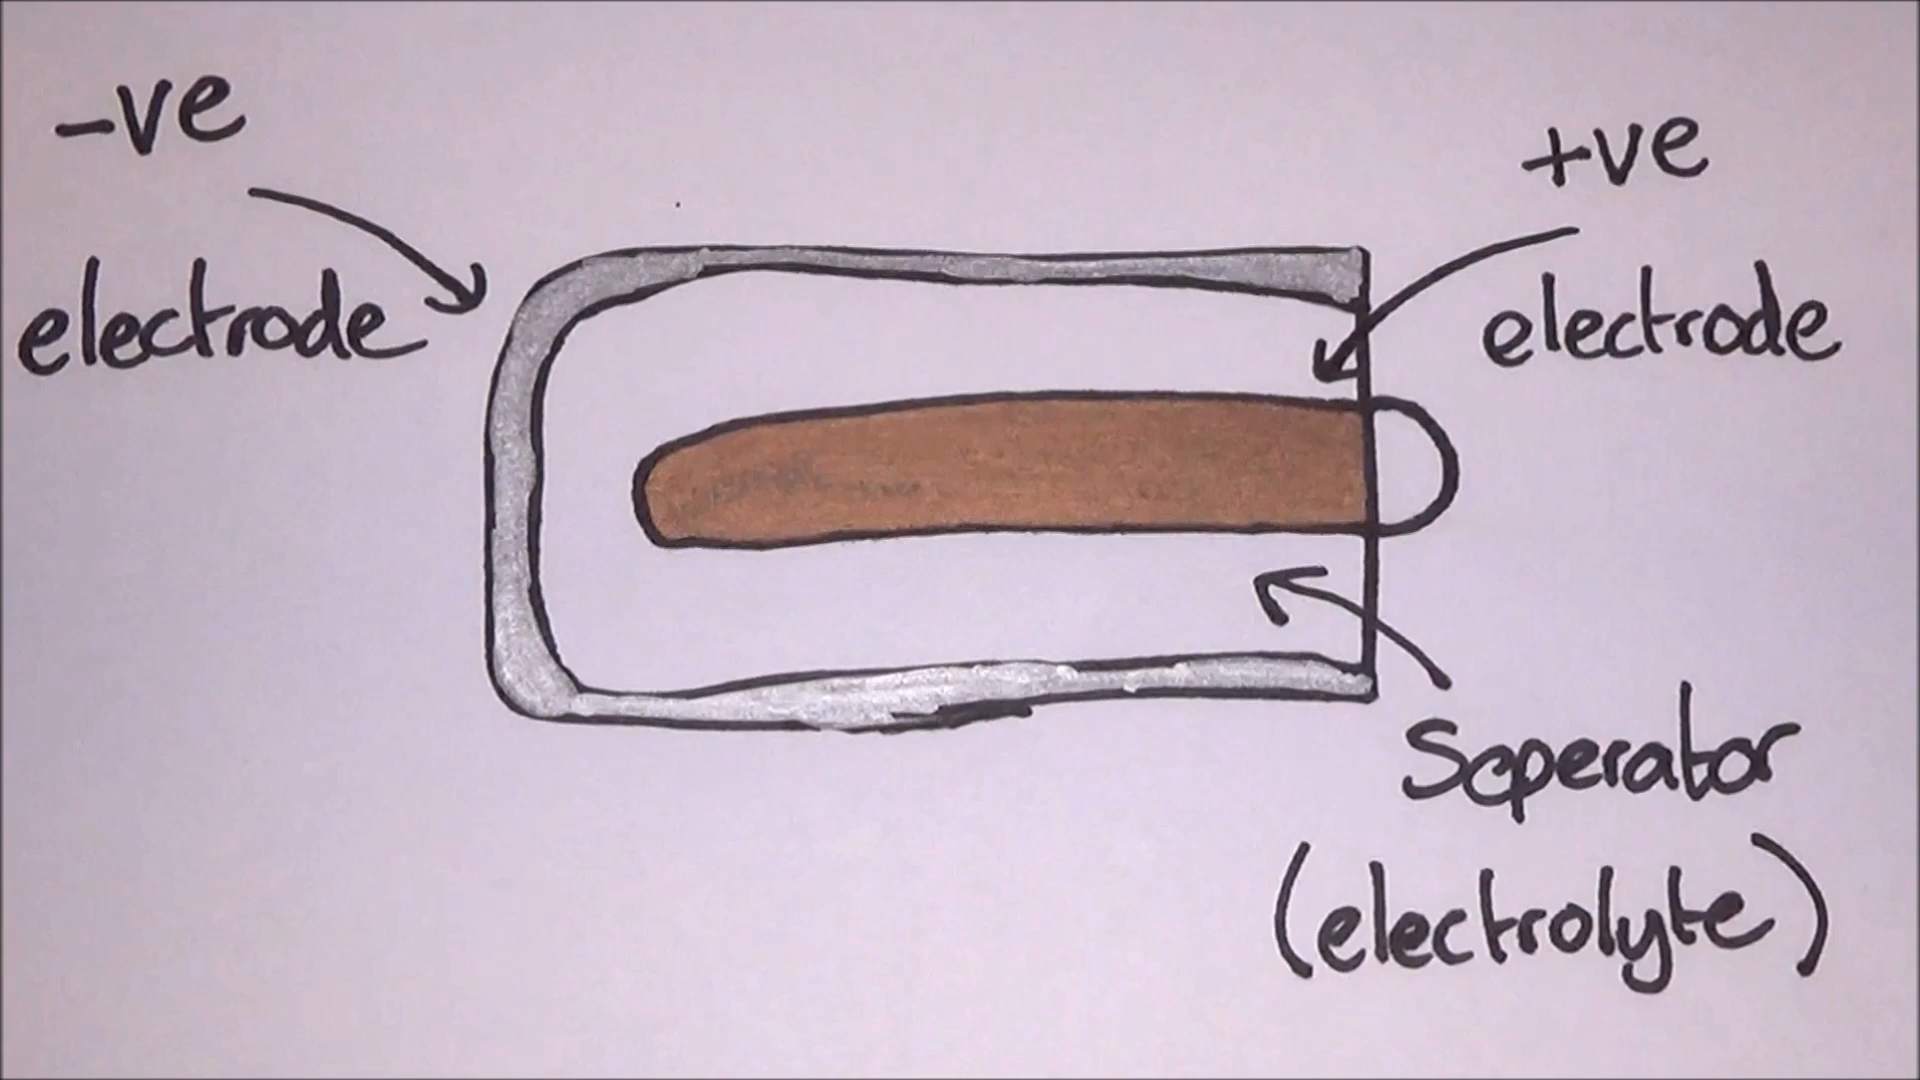 -ve
electrode
+ve
electrode
Seperator
(electrolyte)